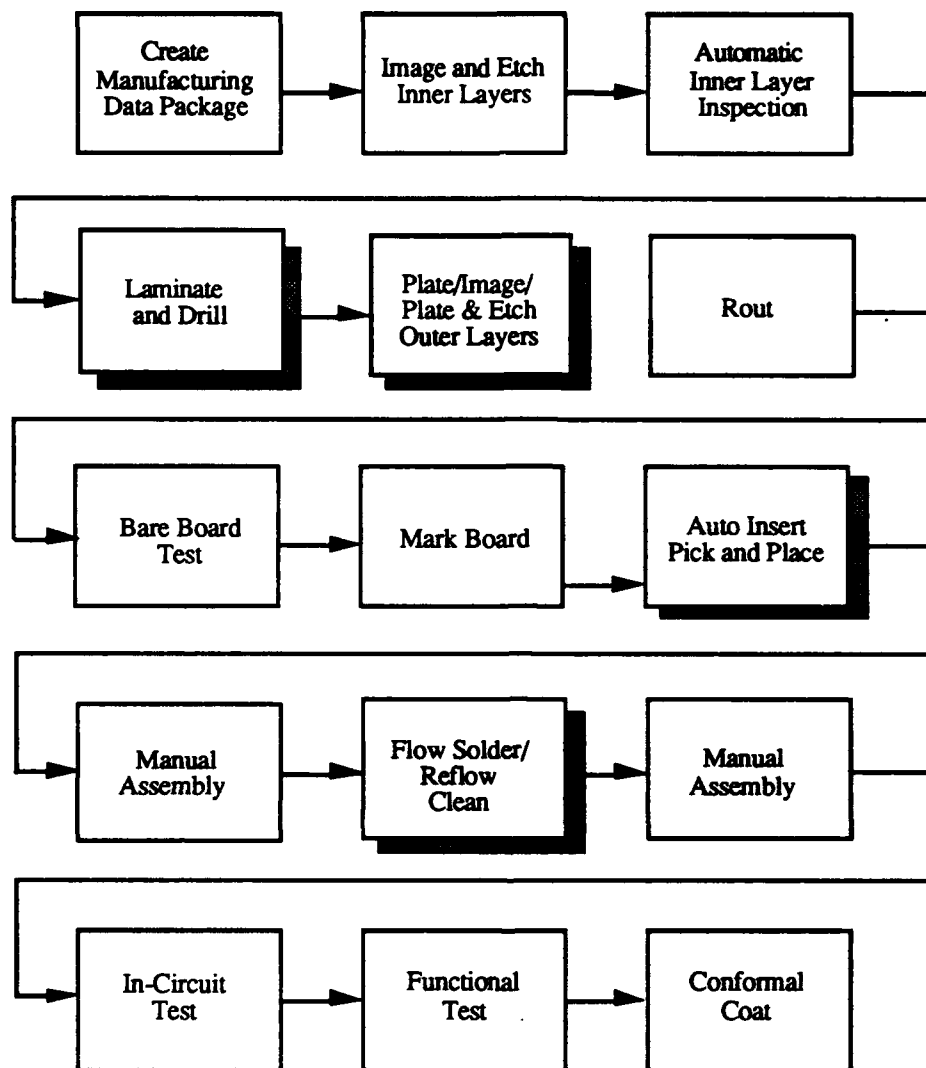 Create
Manufacturing
Data Package
Image and Etch
Inner Layers
Automatic
Inner Layer
Inspection
Laminate
and Drill
Plate/Image/
Plate & Etch
Outer Layers
Rout
Bare Board
Test
Mark Board
Auto Insert
Pick and Place
Manual
Assembly
Flow Solder/
Reflow
Clean
Manual
Assembly
In-Circuit
Test
Functional
Test
Conformal
Coat